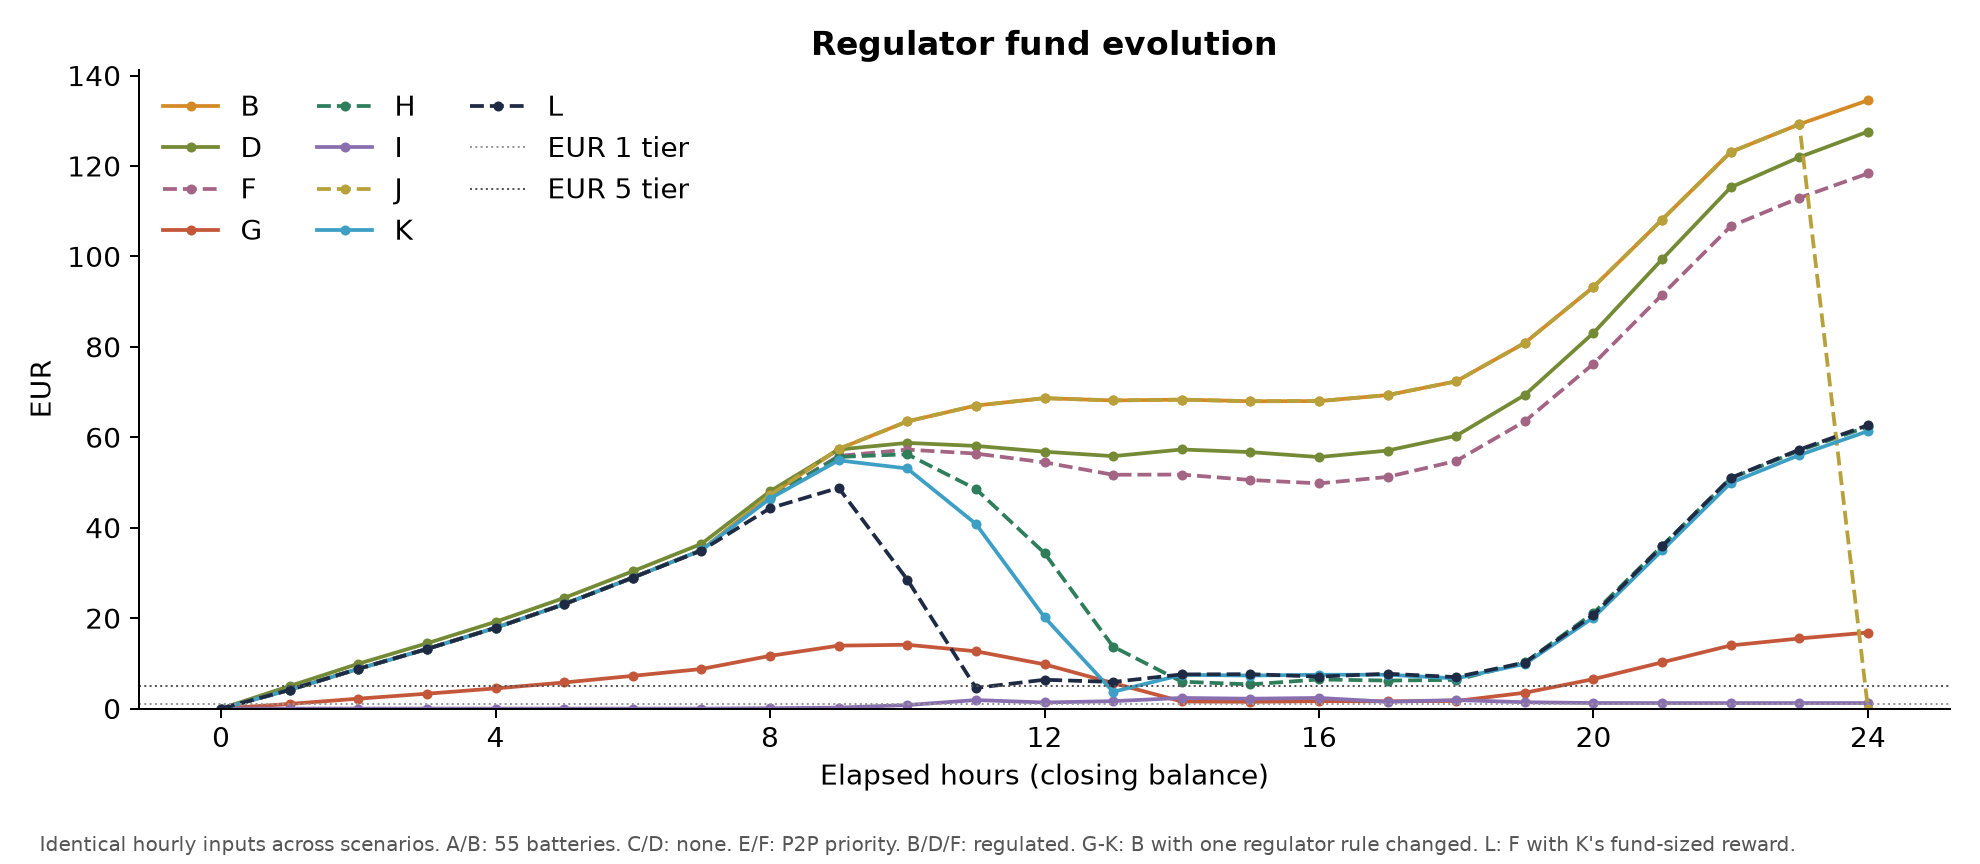 Regulator fund evolution
140
120
100
80
60
40
20
0
EUR
B
D
F
G
H
I
J
K
L
EUR 1 tier
EUR 5 tier
0 4 8 12 16 20 24
Elapsed hours (closing balance)
Identical hourly inputs across scenarios. A/B: 55 batteries. C/D: none. E/F: P2P priority. B/D/F: regulated. G-K: B with one regulator rule changed. L: F with K's fund-sized reward.